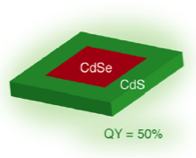 CdSe
CdS
QY = 50%